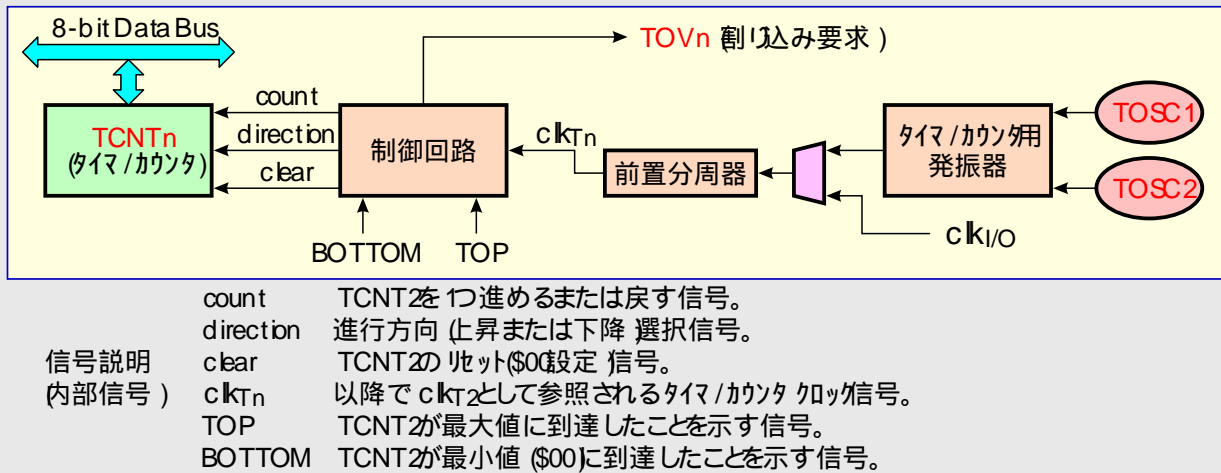 8-bit Data Bus
TOVn (割り込み要求)
count
direction
clear
TCNTn
(タイマ/カウンタ)
制御回路
clkTn
前置分周器
タイマ/カウンタ用
発振器
TOSC1
TOSC2
clkI/O
BOTTOM
TOP
信号説明
(内部信号)
count TCNT2を1つ進めるまたは戻す信号。
direction 進行方向(上昇または下降)選択信号。
clear TCNT2のリセット($00設定)信号。
clkTn 以降でclkT2として参照されるタイマ/カウンタ クロック信号。
TOP TCNT2が最大値に到達したことを示す信号。
BOTTOM TCNT2が最小値($00)に到達したことを示す信号。